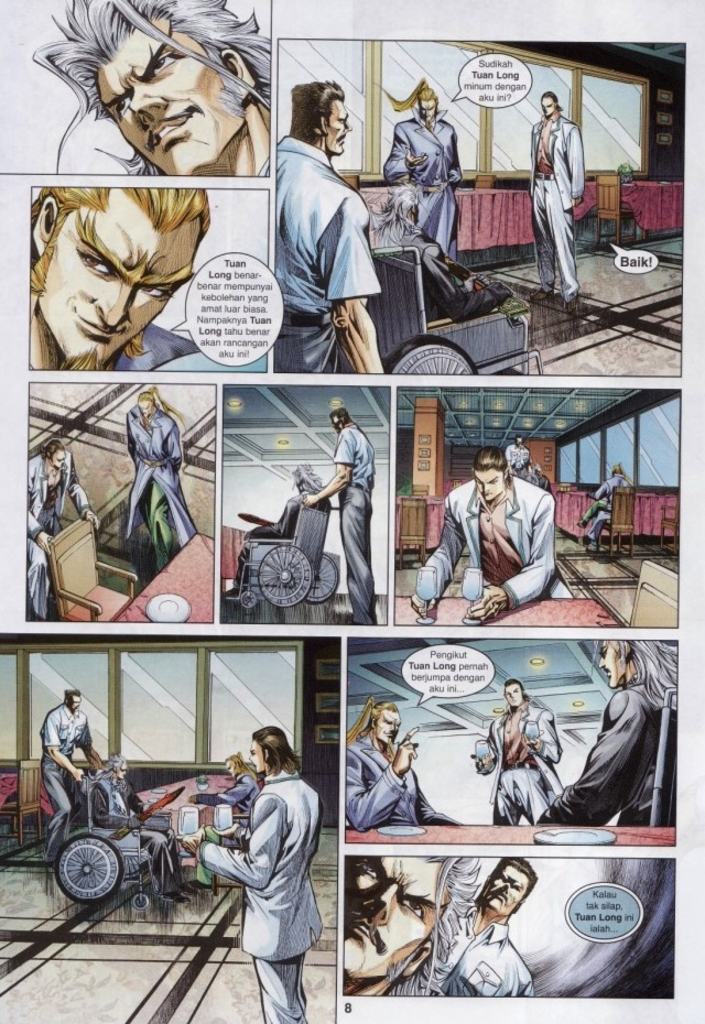 Sudikah
Tuan Long
minum dengan
aku ini?
Baik!
Tuan
Long benar-
benar mempunyai
kebolehan yang
amat luar biasa.
Nampaknya Tuan
Long tahu benar
akan rancangan
aku ini!
Pengikut
Tuan Long pernah
berjumpa dengan
aku ini...
Kalau
tak silap,
Tuan Long ini
ialah...
8